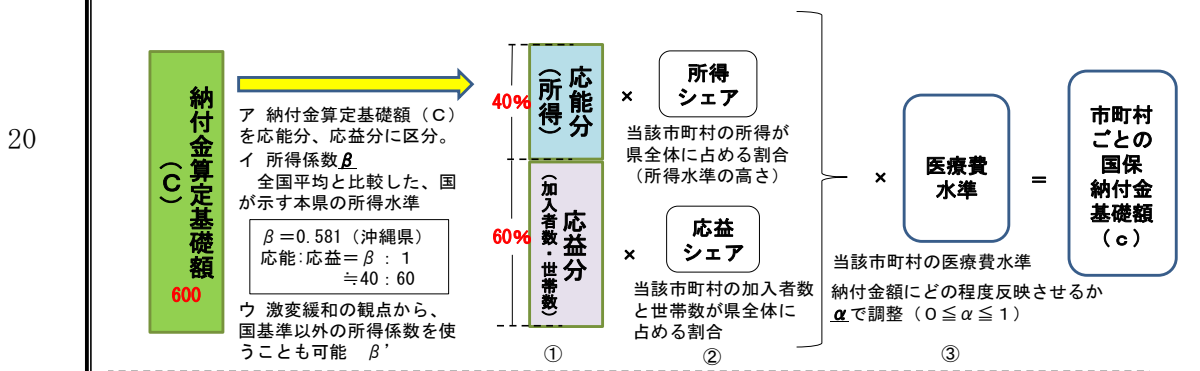 20
納付金算定基礎額
（C）
600
ア 納付金算定基礎額（C）
を応能分、応益分に区分。
イ 所得係数β
全国平均と比較した、国
が示す本県の所得水準
β＝0.581（沖縄県）
応能：応益＝β：1
≒40：60
ウ 激変緩和の観点から、
国基準以外の所得係数を使
うことも可能 β’
40%
応能分
（所得）
60%
応益分
（加入者数・世帯数）
①
×
所得
シェア
当該市町村の所得が
県全体に占める割合
（所得水準の高さ）
×
応益
シェア
当該市町村の加入者数
と世帯数が県全体に
占める割合
②
×
医療費
水準
当該市町村の医療費水準
納付金額にどの程度反映させるか
αで調整（０≦α≦１）
③
＝
市町村
ごとの
国保
納付金
基礎額
（ｃ）